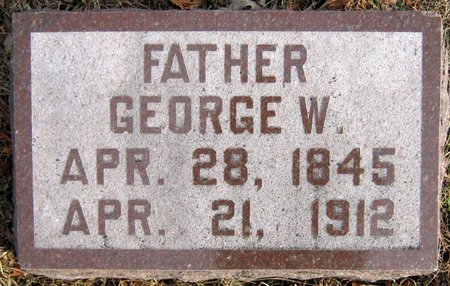 FATHER
GEORGE W.
APR. 28, 1845
APR. 21, 1912